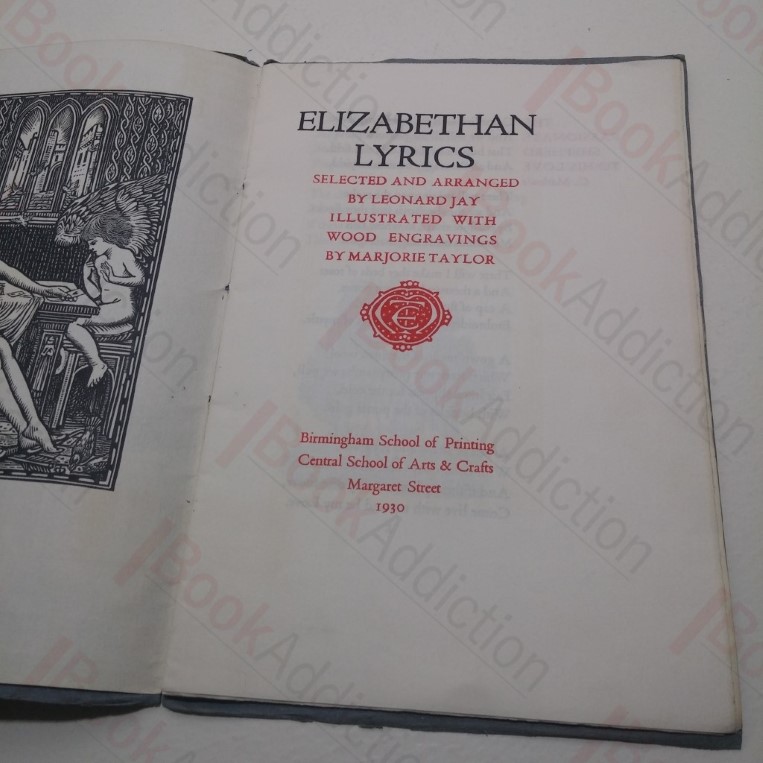 ELIZABETHAN
LYRICS
SELECTED AND ARRANGED
BY LEONARD JAY
ILLUSTRATED WITH
WOOD ENGRAVINGS
BY MARJORIE TAYLOR
Birmingham School of Printing
Central School of Arts & Crafts
Margaret Street
1930
BookAddiction